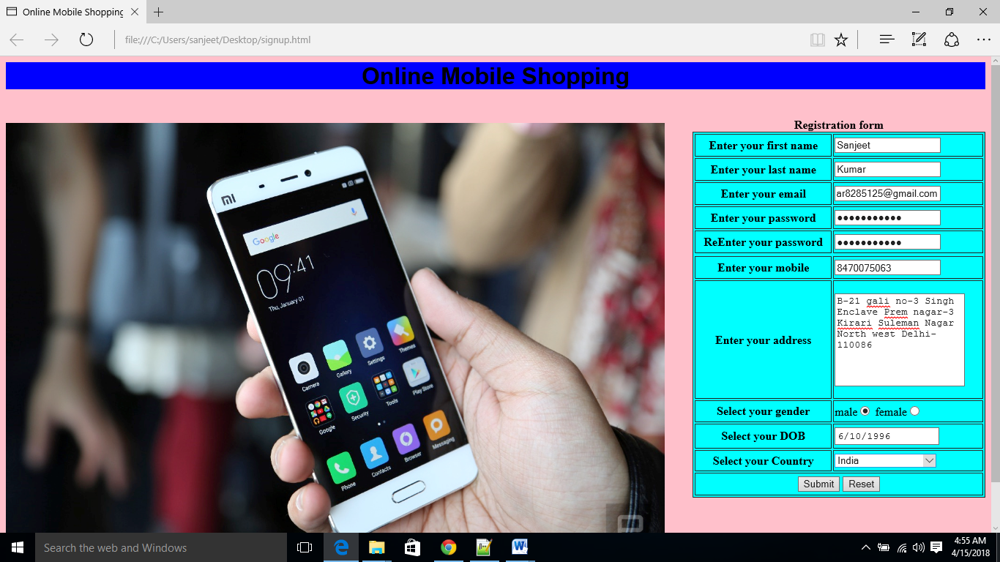 Online Mobile Shopping
file:///C:/Users/sanjeet/Desktop/signup.html
Online Mobile Shopping
Registration form
Enter your first name Sanjeet
Enter your last name Kumar
Enter your email ar8285125@gmail.com
Enter your password ●●●●●●●●●●●
ReEnter your password ●●●●●●●●●●●
Enter your mobile 8470075063
Enter your address
B-21 gali no-3 Singh
Enclave Prem nagar-3
Kirari Suleman Nagar
North west Delhi-
110086
Select your gender male female
Select your DOB 6/10/1996
Select your Country India
Submit Reset
mi
Google
09:41
Thu, January 01
Camera Gallery Settings Themes
Google Security Tools Play Store
Phone Contacts Browser Messaging
Search the web and Windows
4:55 AM
4/15/2018